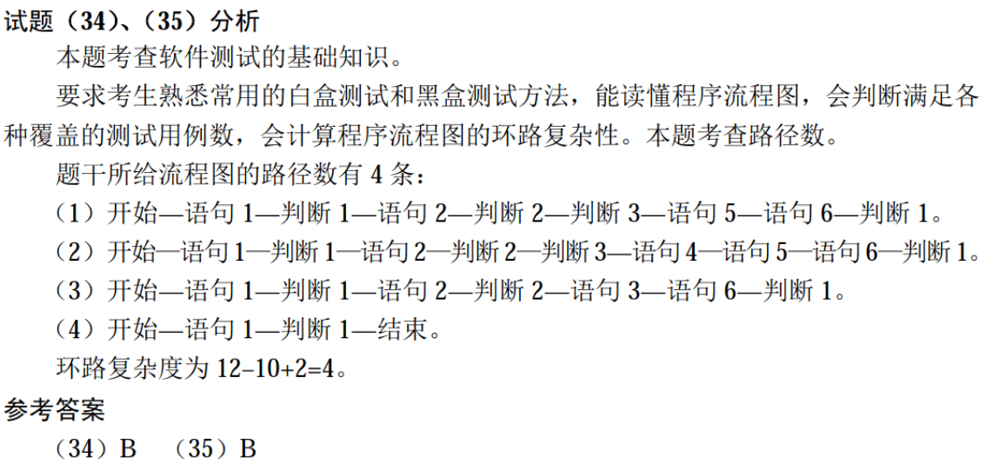 试题（34）、（35）分析
本题考查软件测试的基础知识。
要求考生熟悉常用的白盒测试和黑盒测试方法，能读懂程序流程图，会判断满足各
种覆盖的测试用例数，会计算程序流程图的环路复杂性。本题考查路径数。
题干所给流程图的路径数有 4 条：
（1）开始—语句 1—判断 1—语句 2—判断 2—判断 3—语句 5—语句 6—判断 1。
（2）开始—语句 1—判断 1—语句 2—判断 2—判断 3—语句 4—语句 5—语句 6—判断 1。
（3）开始—语句 1—判断 1—语句 2—判断 2—语句 3—语句 6—判断 1。
（4）开始—语句 1—判断 1—结束。
环路复杂度为 12–10+2=4。
参考答案
（34）B （35）B